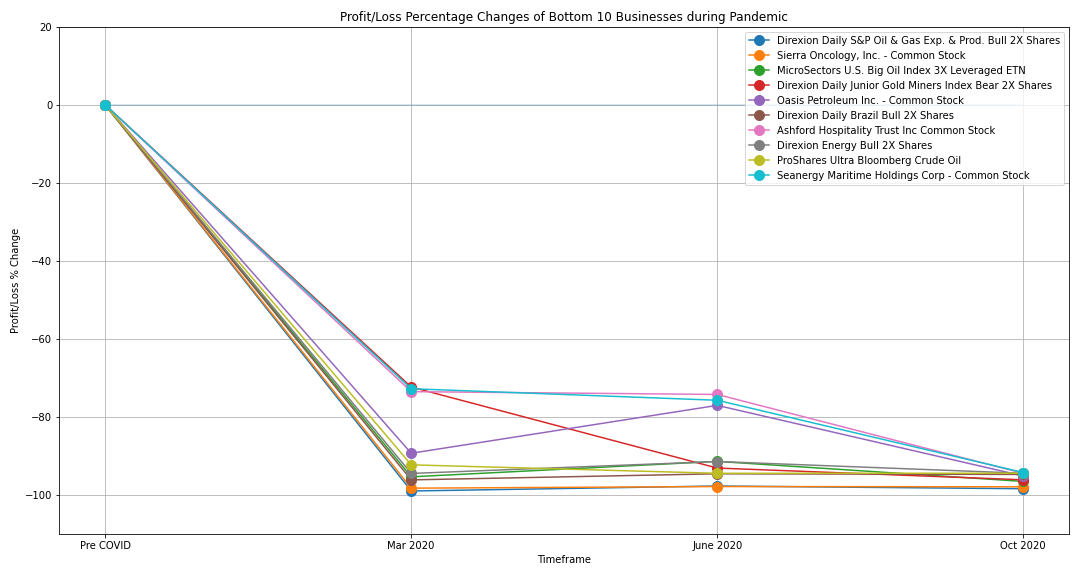 Profit/Loss Percentage Changes of Bottom 10 Businesses during Pandemic
20
0
−20
−40
−60
−80
−100
Profit/Loss % Change
Direxion Daily S&P Oil & Gas Exp. & Prod. Bull 2X Shares
Sierra Oncology, Inc. - Common Stock
MicroSectors U.S. Big Oil Index 3X Leveraged ETN
Direxion Daily Junior Gold Miners Index Bear 2X Shares
Oasis Petroleum Inc. - Common Stock
Direxion Daily Brazil Bull 2X Shares
Ashford Hospitality Trust Inc Common Stock
Direxion Energy Bull 2X Shares
ProShares Ultra Bloomberg Crude Oil
Seanergy Maritime Holdings Corp - Common Stock
Pre COVID
Mar 2020
June 2020
Oct 2020
Timeframe